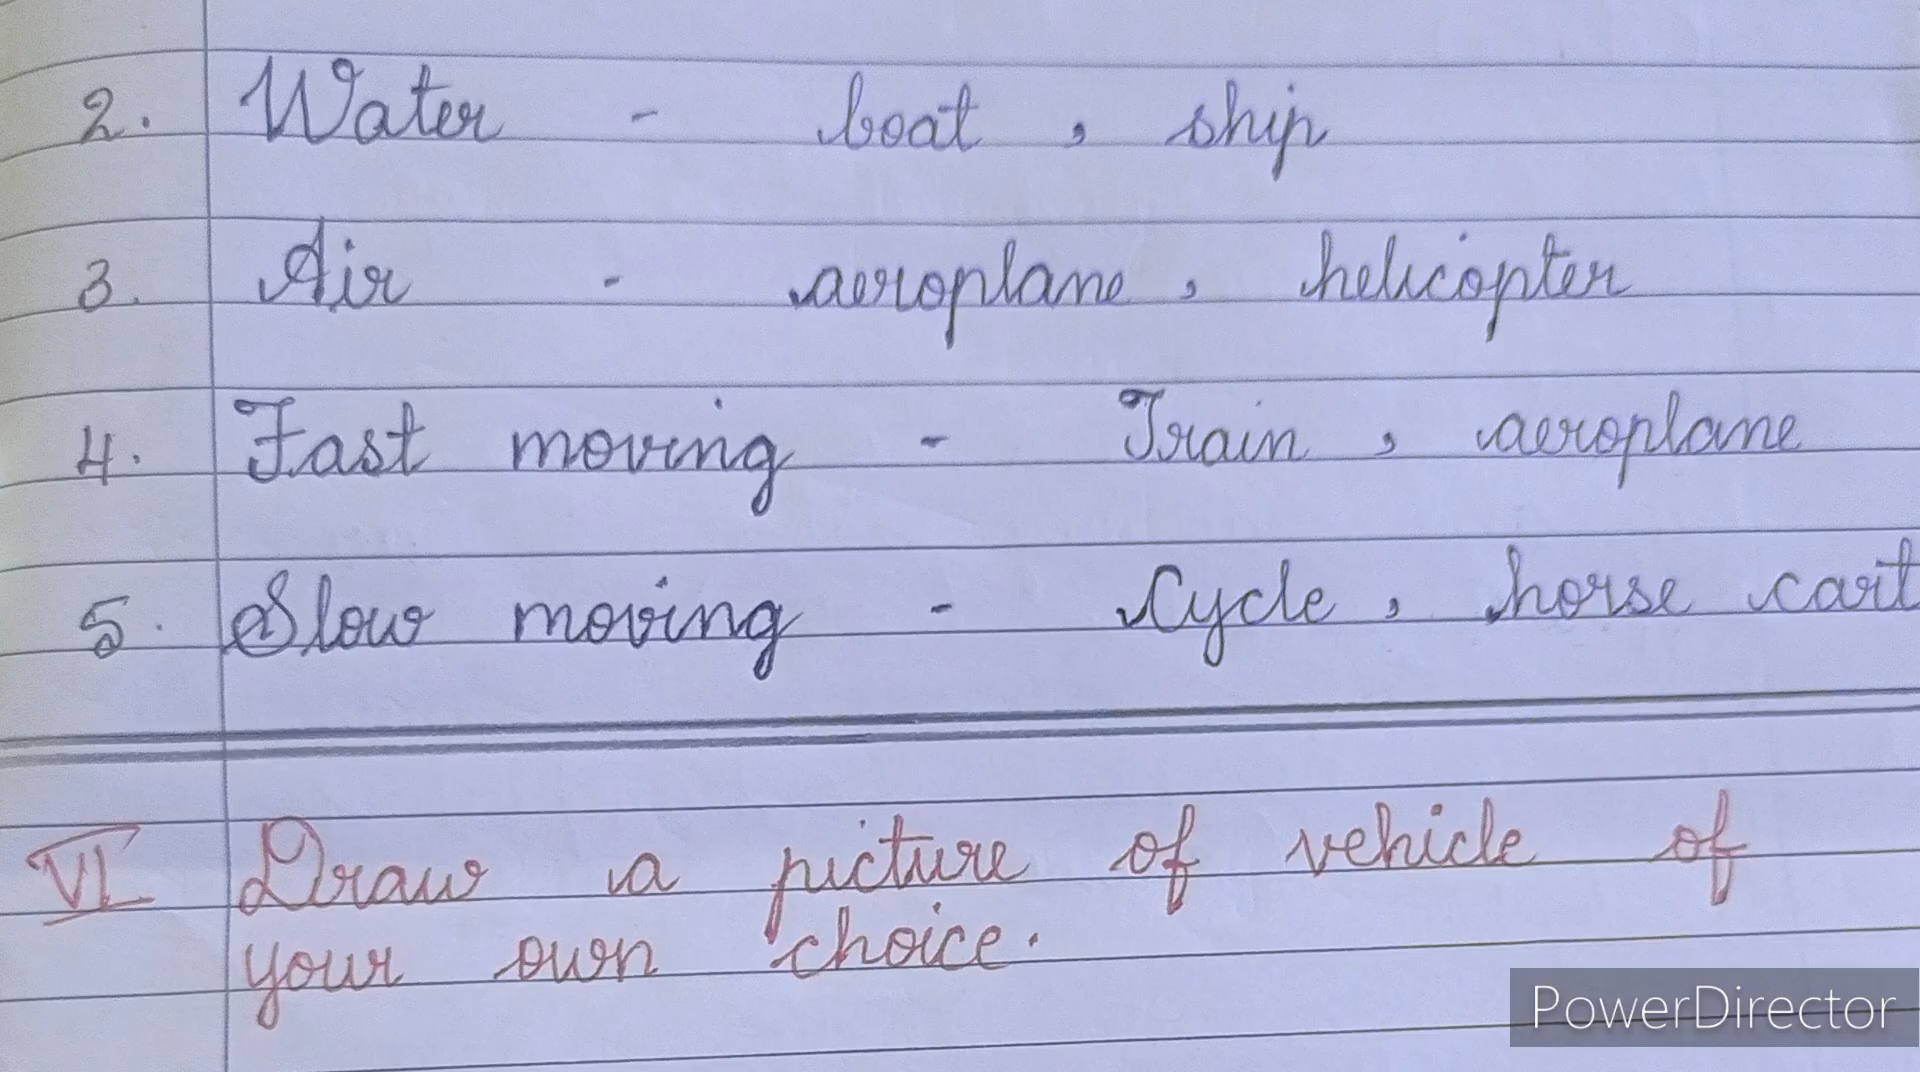 2. Water - boat, ship
3. Air - aeroplane, helicopter
4. Fast moving - Train, aeroplane
5. Slow moving - Cycle, horse cart
VI Draw a picture of vehicle of
your own choice.
PowerDirector